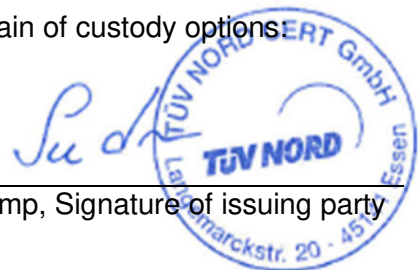 ain of custody options:
TÜV NORD CERT GmbH
TÜV NORD
Langemarckstr. 20 - 451 Essen
mp, Signature of issuing party